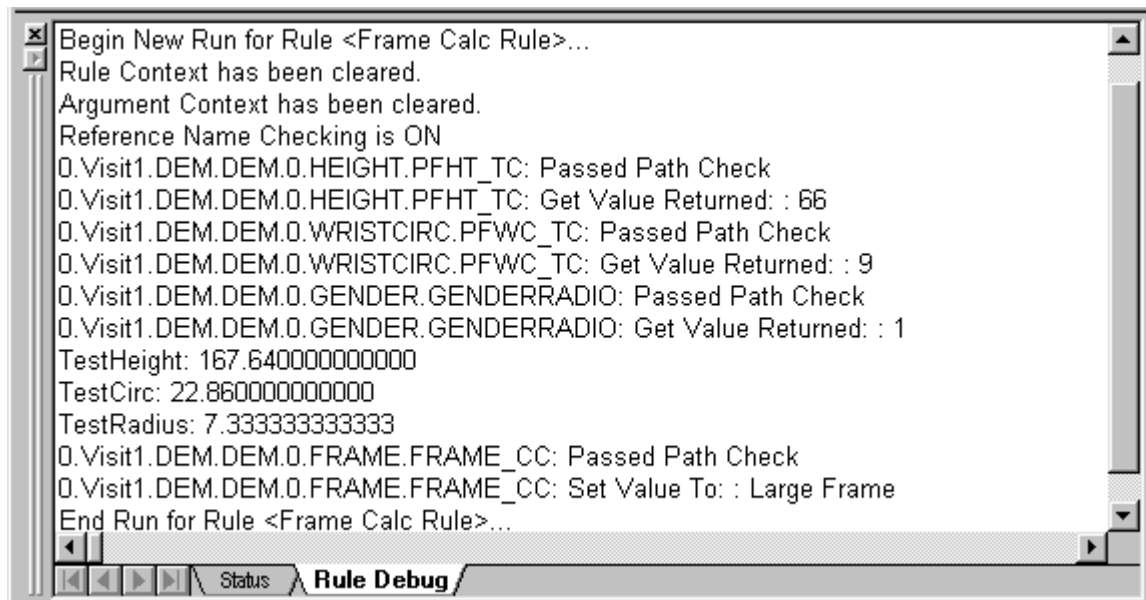 Begin New Run for Rule <Frame Calc Rule>...
Rule Context has been cleared.
Argument Context has been cleared.
Reference Name Checking is ON
0.Visit1.DEM.DEM.0.HEIGHT.PFHT_TC: Passed Path Check
0.Visit1.DEM.DEM.0.HEIGHT.PFHT_TC: Get Value Returned: : 66
0.Visit1.DEM.DEM.0.WRISTCIRC.PFWC_TC: Passed Path Check
0.Visit1.DEM.DEM.0.WRISTCIRC.PFWC_TC: Get Value Returned: : 9
0.Visit1.DEM.DEM.0.GENDER.GENDERRADIO: Passed Path Check
0.Visit1.DEM.DEM.0.GENDER.GENDERRADIO: Get Value Returned: : 1
TestHeight: 167.640000000000
TestCirc: 22.860000000000
TestRadius: 7.333333333333
0.Visit1.DEM.DEM.0.FRAME.FRAME_CC: Passed Path Check
0.Visit1.DEM.DEM.0.FRAME.FRAME_CC: Set Value To: : Large Frame
End Run for Rule <Frame Calc Rule>...
Status Rule Debug